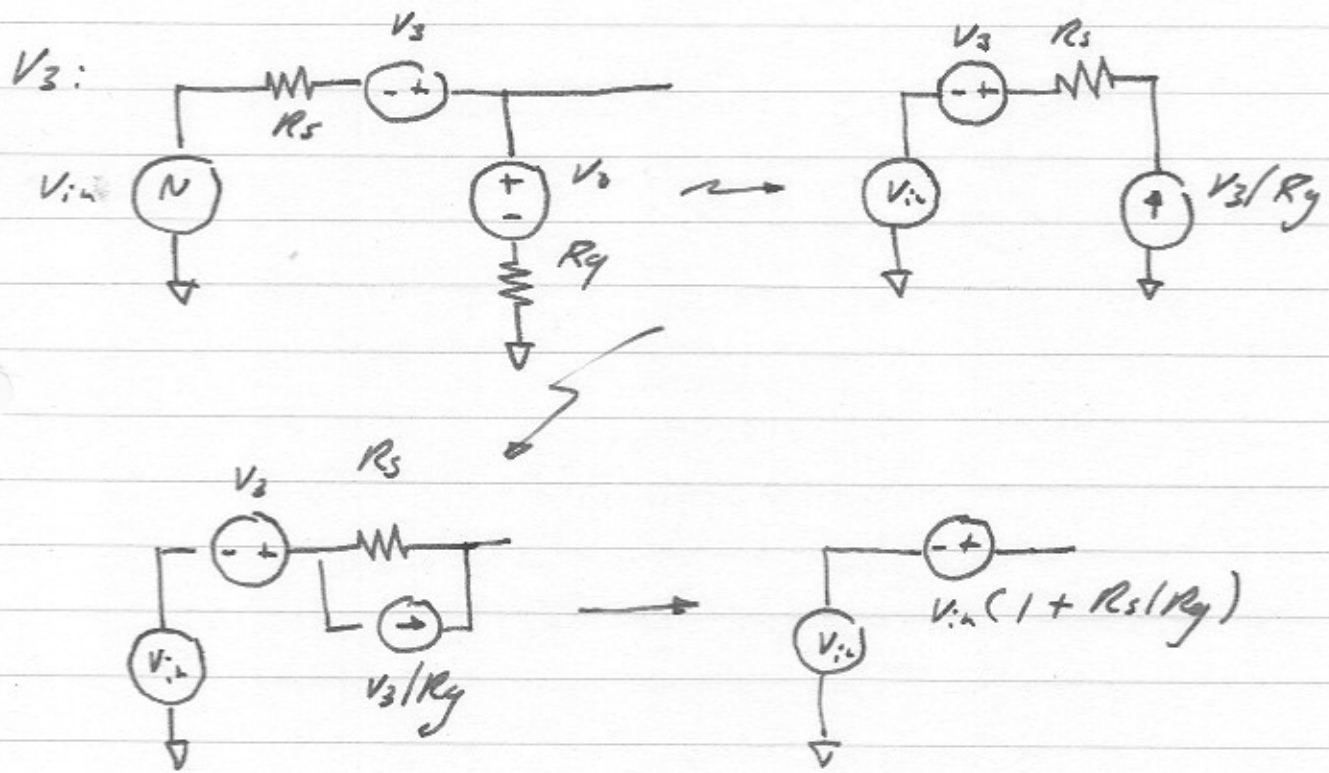 V3:
V3
Rs
- +
Vin
+
-
V3
Rg
V3
Rs
- +
Vin
V3/Rg
V3
Rs
- +
Vin
V3/Rg
- +
Vin (1 + Rs/Rg)
Vin